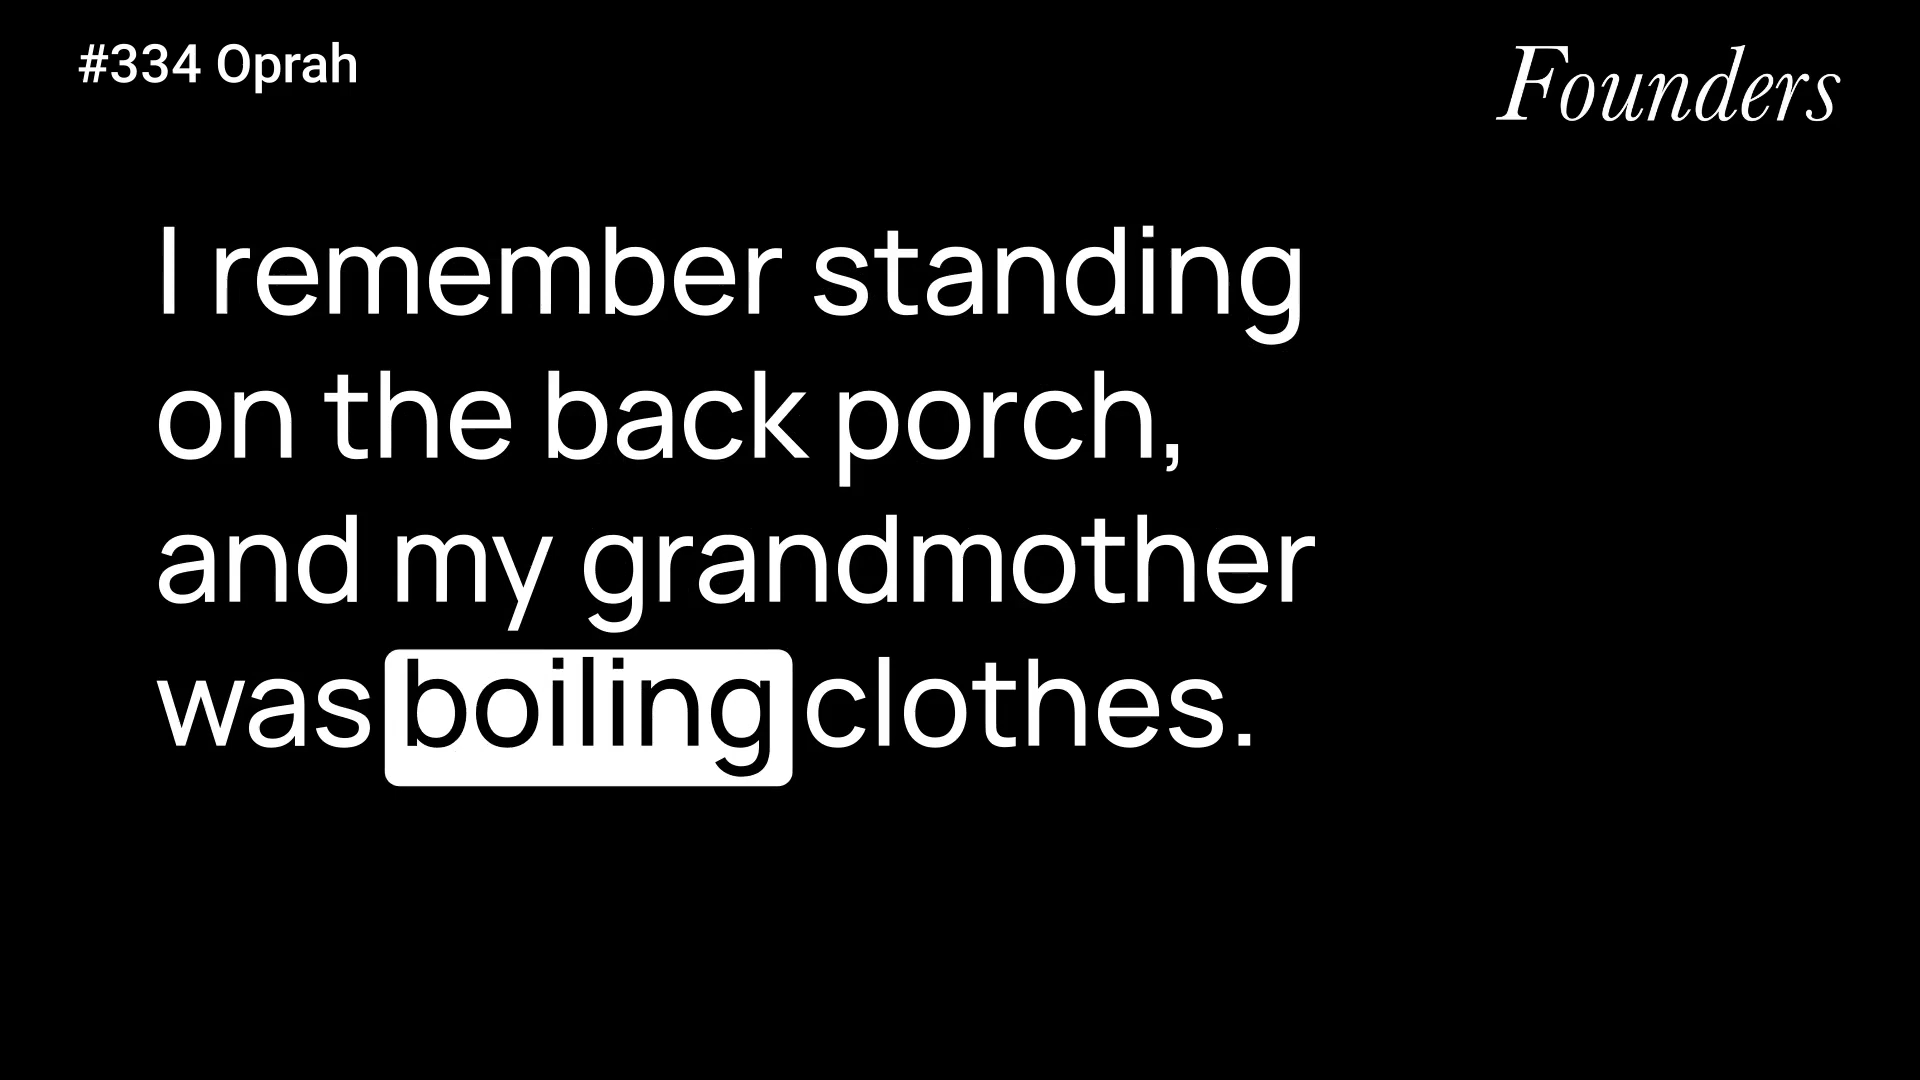 #334 Oprah
Founders
I remember standing
on the back porch,
and my grandmother
was boiling clothes.